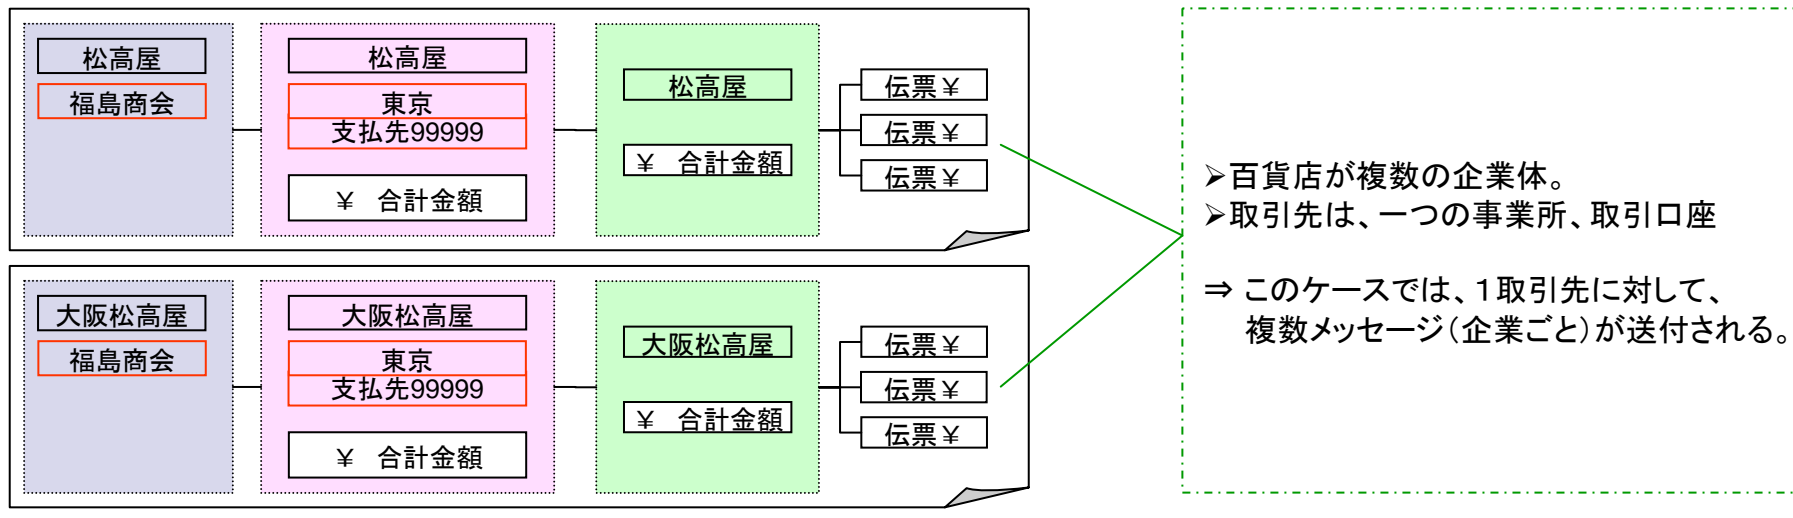 松高屋
福島商会
松高屋
東京
支払先99999
￥ 合計金額
松高屋
￥ 合計金額
伝票￥
伝票￥
伝票￥
大阪松高屋
福島商会
大阪松高屋
東京
支払先99999
￥ 合計金額
大阪松高屋
￥ 合計金額
伝票￥
伝票￥
伝票￥
➢百貨店が複数の企業体。
➢取引先は、一つの事業所、取引口座
⇒ このケースでは、１取引先に対して、
複数メッセージ（企業ごと）が送付される。